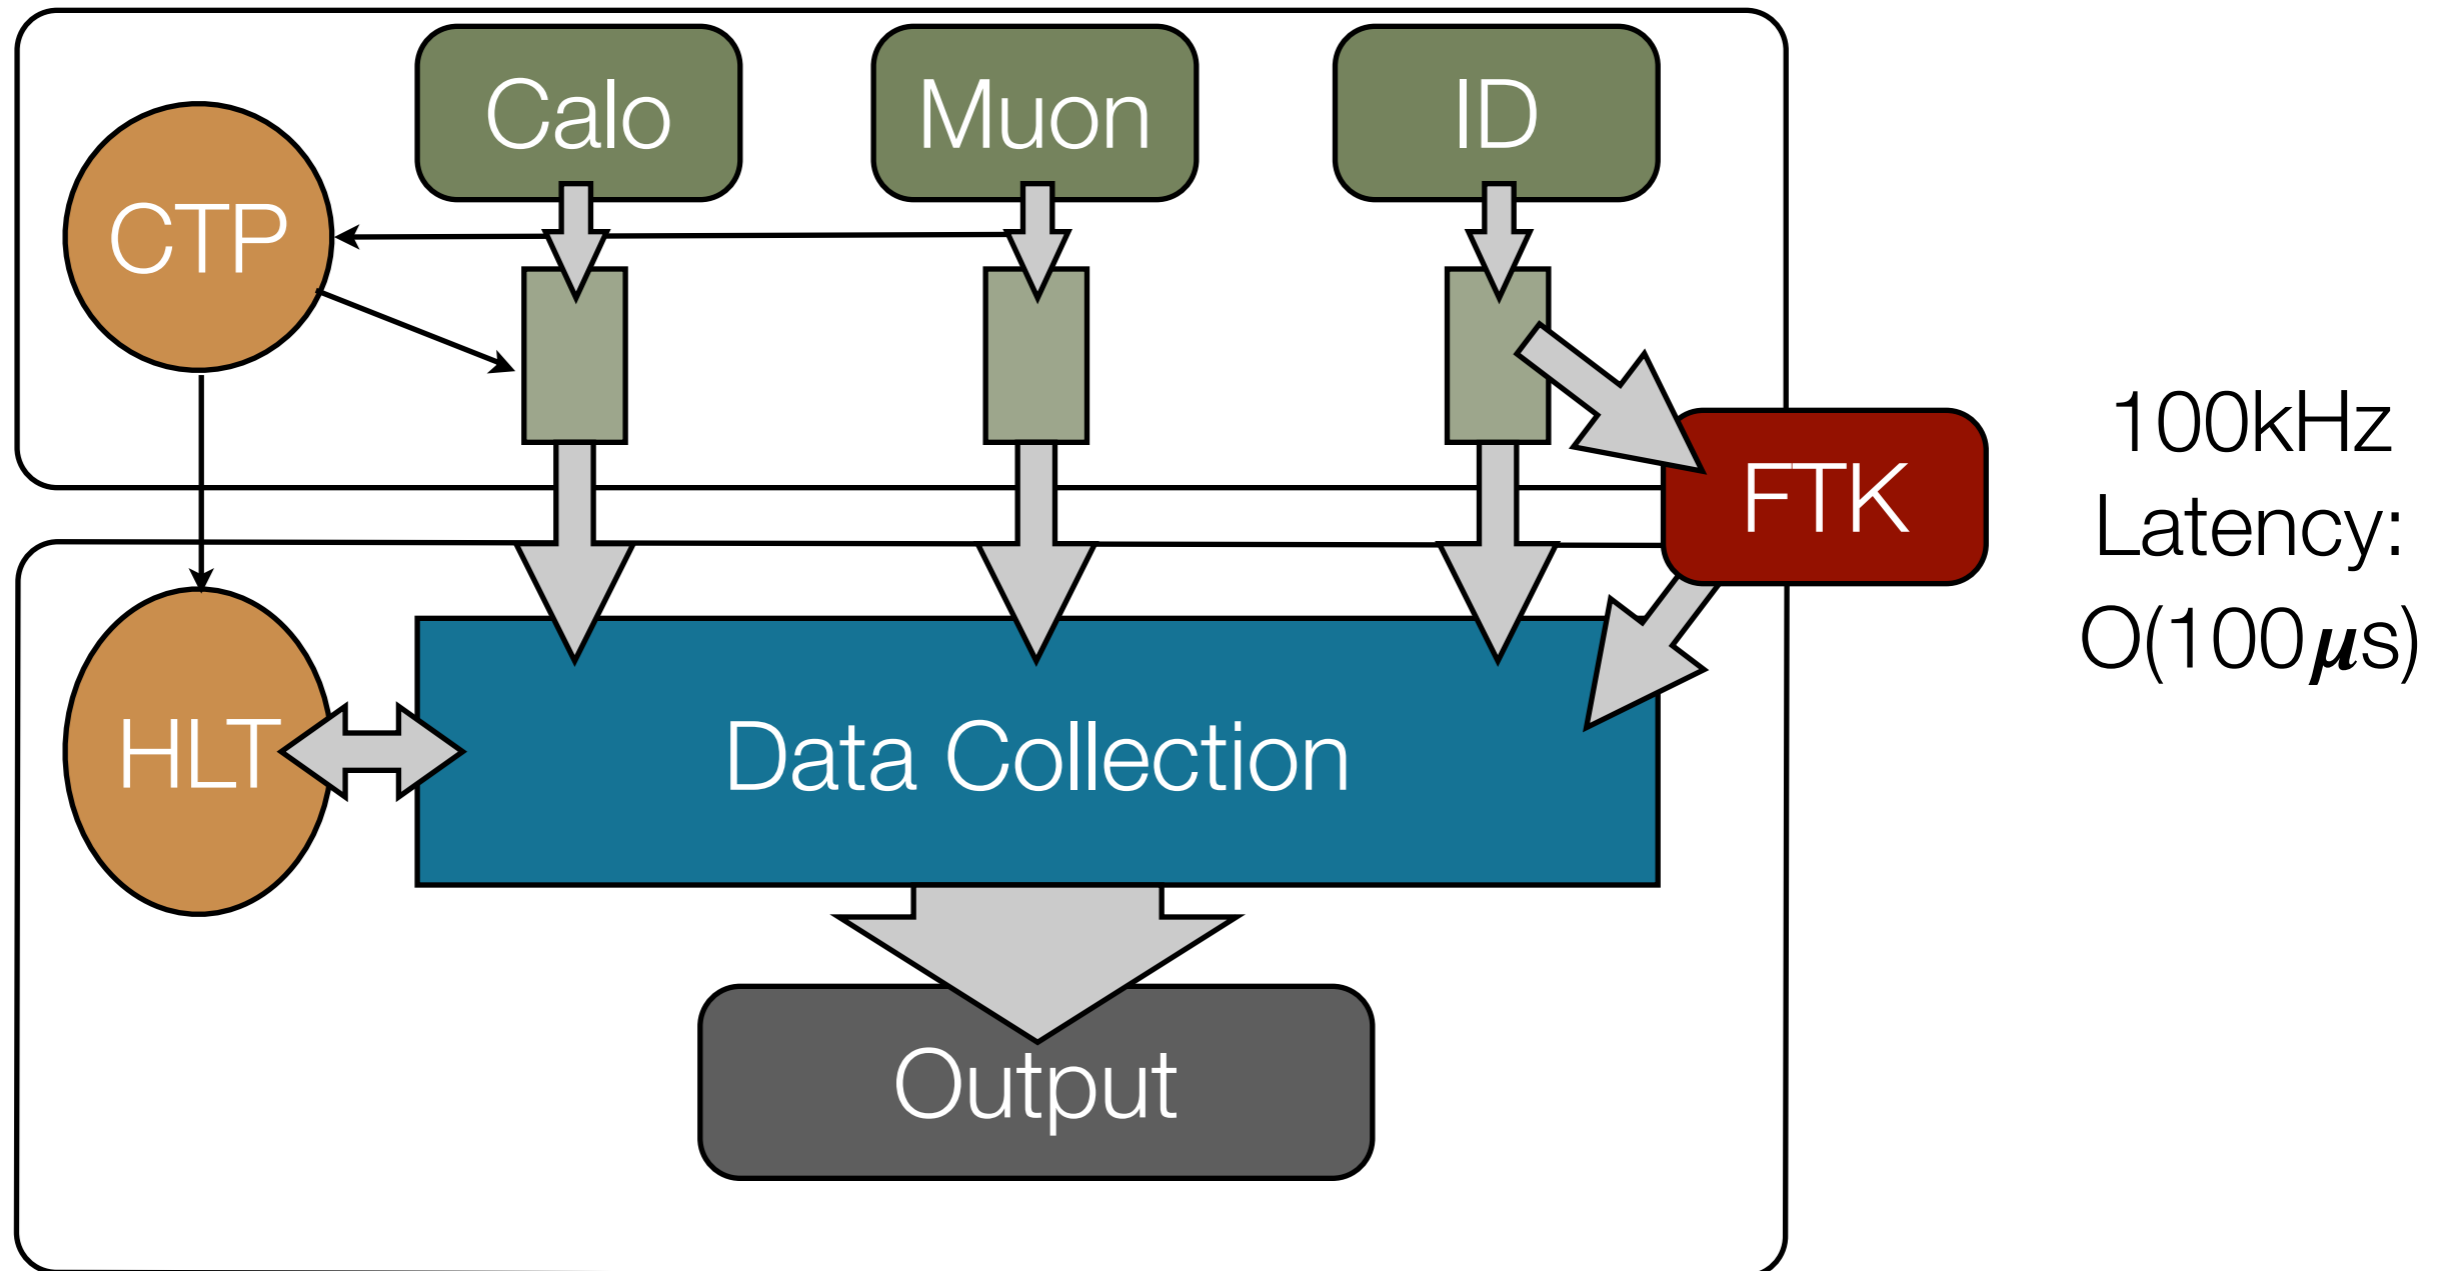 Calo
Muon
ID
CTP
FTK
100kHz
Latency:
O(100μs)
HLT
Data Collection
Output